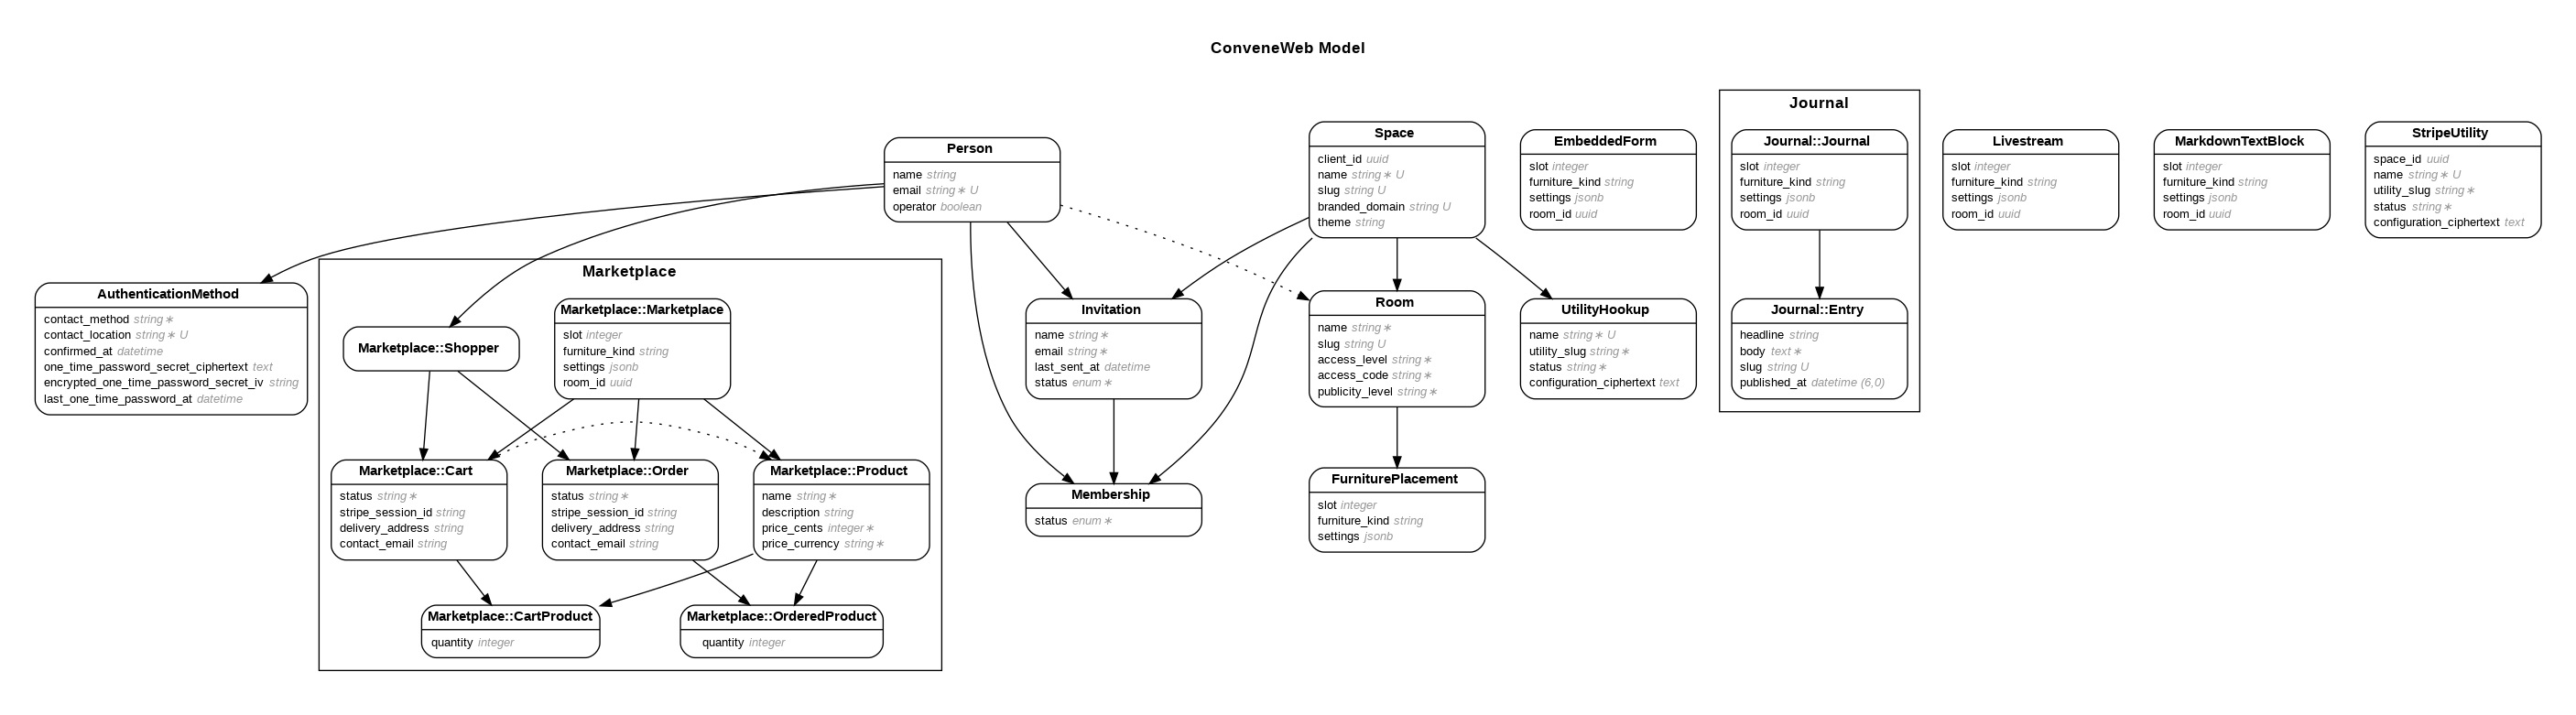 ConveneWeb Model
Person
name string
email string∗ U
operator boolean
Space
client_id uuid
name string∗ U
slug string U
branded_domain string U
theme string
EmbeddedForm
slot integer
furniture_kind string
settings jsonb
room_id uuid
Journal
Journal::Journal
slot integer
furniture_kind string
settings jsonb
room_id uuid
Journal::Entry
headline string
body text∗
slug string U
published_at datetime (6,0)
Livestream
slot integer
furniture_kind string
settings jsonb
room_id uuid
MarkdownTextBlock
slot integer
furniture_kind string
settings jsonb
room_id uuid
StripeUtility
space_id uuid
name string∗ U
utility_slug string∗
status string∗
configuration_ciphertext text
AuthenticationMethod
contact_method string∗
contact_location string∗ U
confirmed_at datetime
one_time_password_secret_ciphertext text
encrypted_one_time_password_secret_iv string
last_one_time_password_at datetime
Marketplace
Marketplace::Shopper
Marketplace::Marketplace
slot integer
furniture_kind string
settings jsonb
room_id uuid
Marketplace::Cart
status string∗
stripe_session_id string
delivery_address string
contact_email string
Marketplace::Order
status string∗
stripe_session_id string
delivery_address string
contact_email string
Marketplace::Product
name string∗
description string
price_cents integer∗
price_currency string∗
Marketplace::CartProduct
quantity integer
Marketplace::OrderedProduct
quantity integer
Invitation
name string∗
email string∗
last_sent_at datetime
status enum∗
Membership
status enum∗
Room
name string∗
slug string U
access_level string∗
access_code string∗
publicity_level string∗
FurniturePlacement
slot integer
furniture_kind string
settings jsonb
UtilityHookup
name string∗ U
utility_slug string∗
status string∗
configuration_ciphertext text